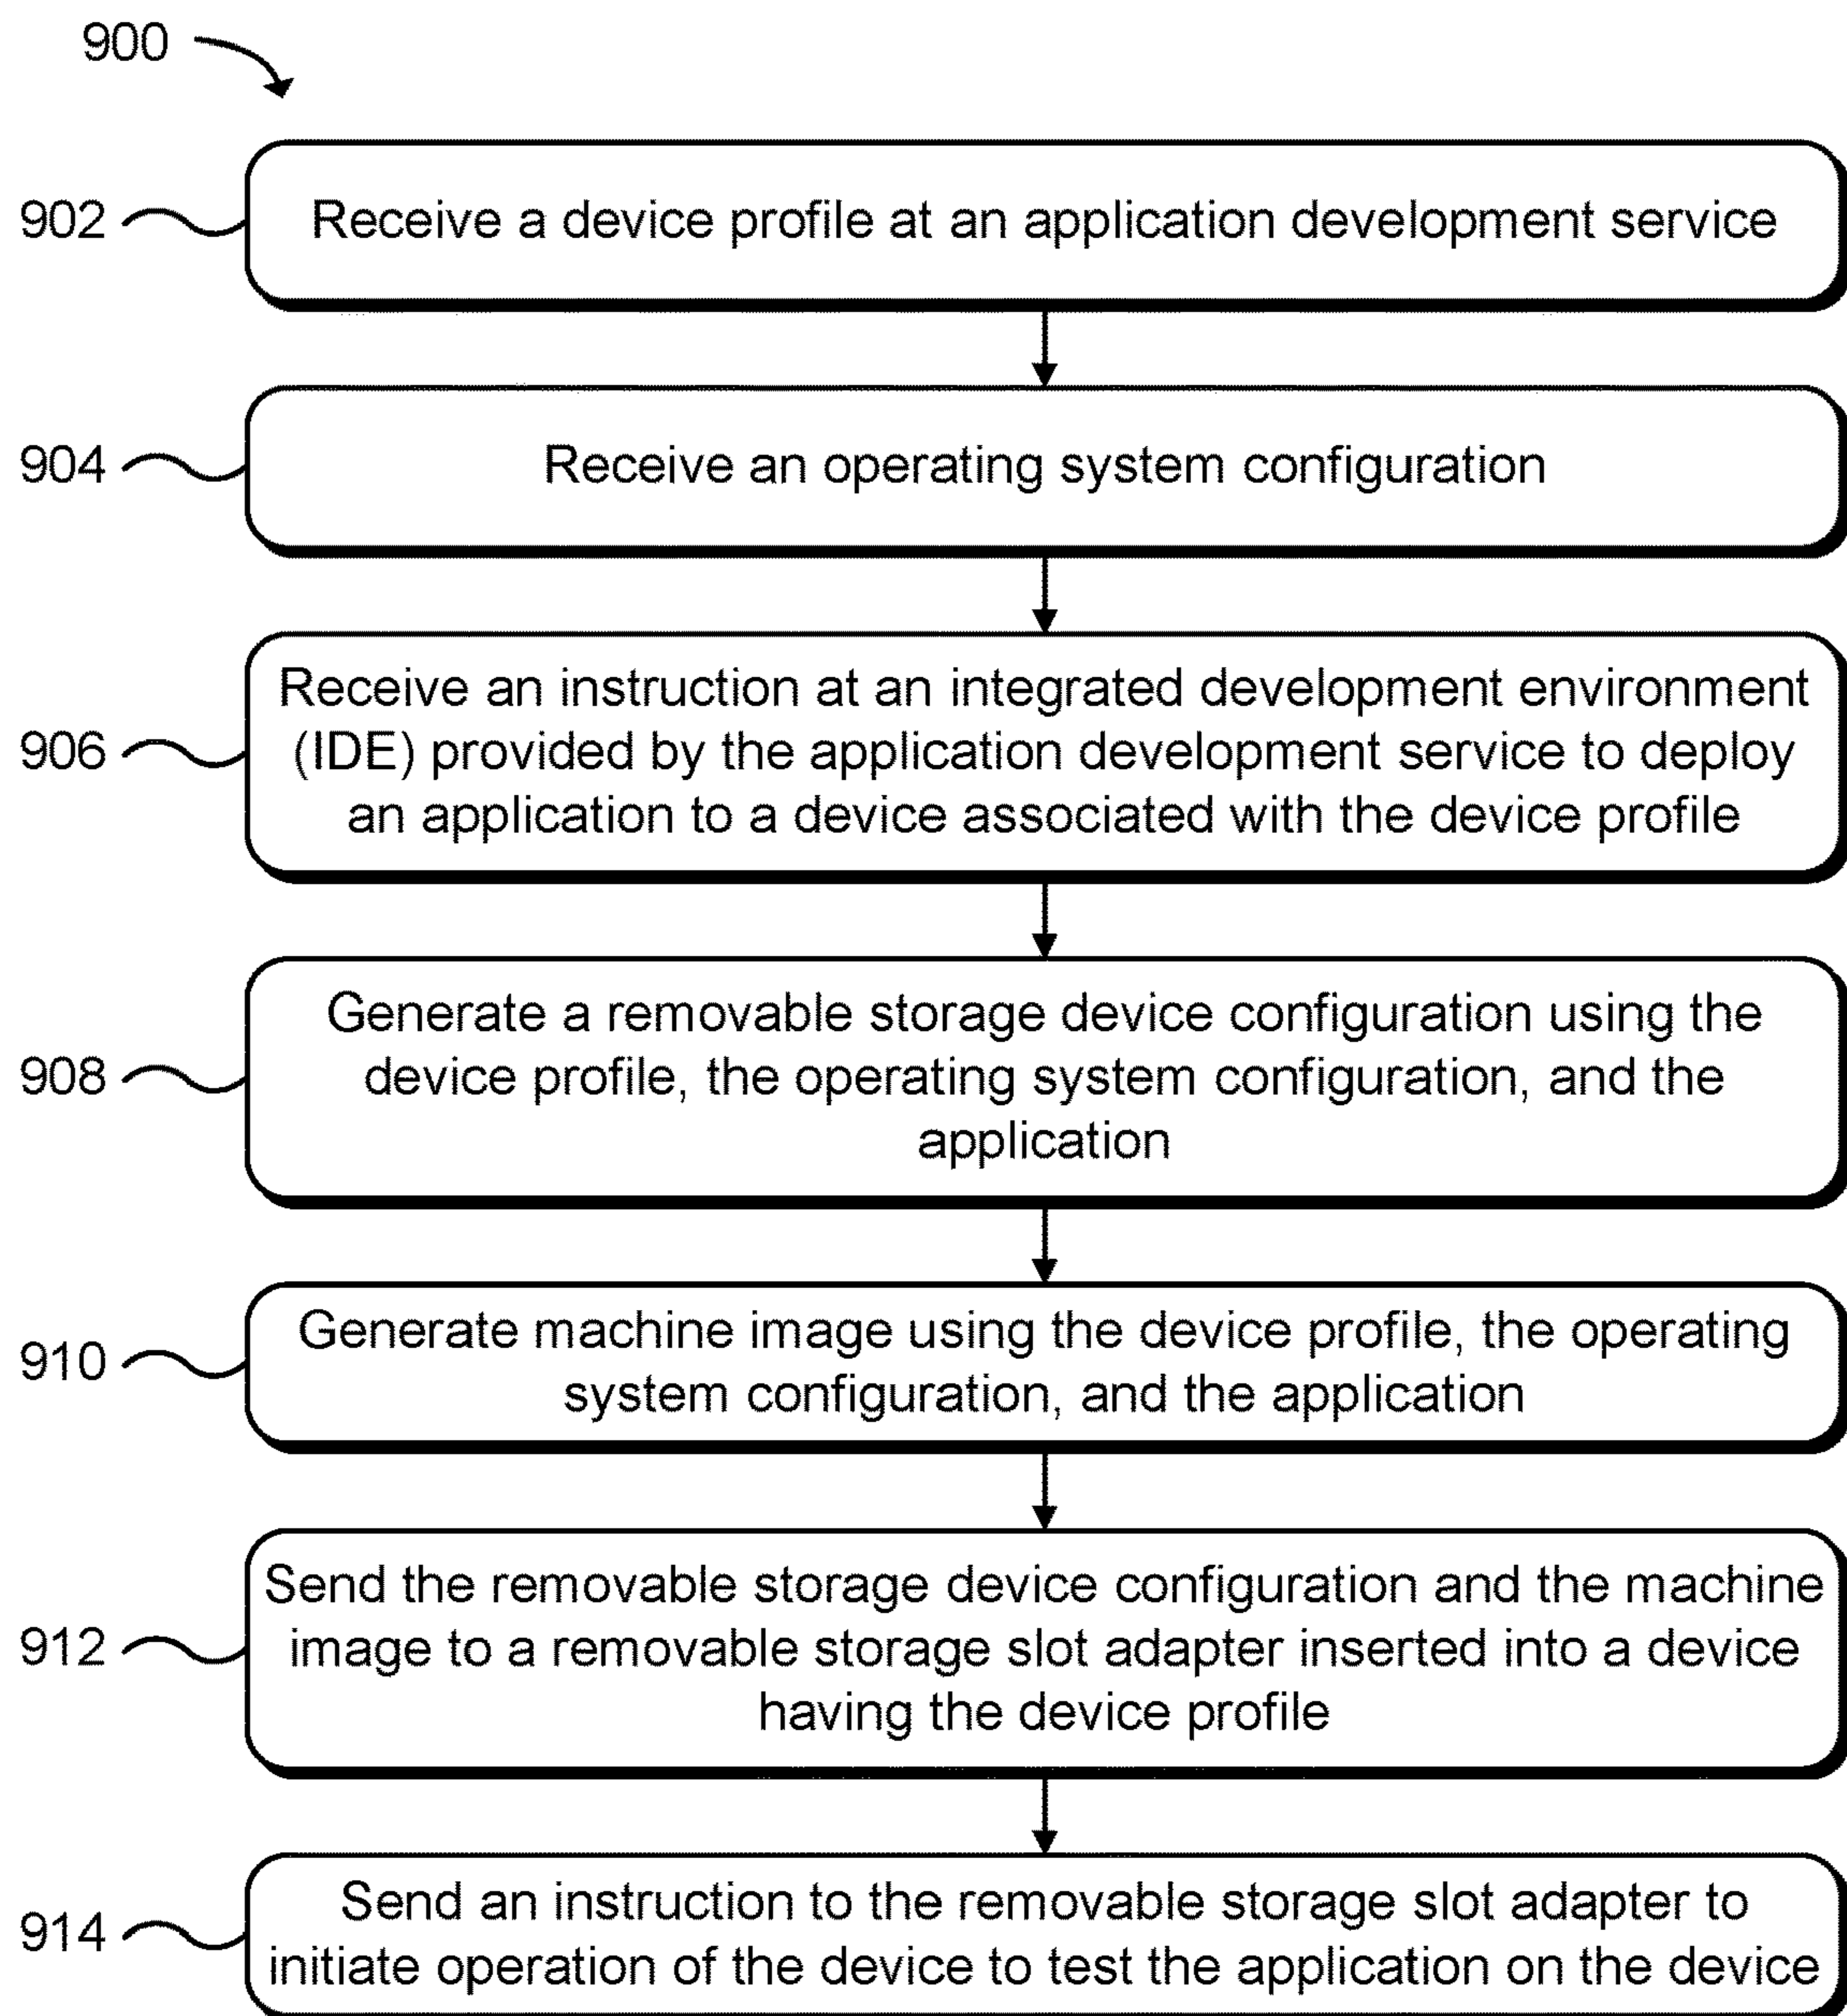 900
902
Receive a device profile at an application development service
904
Receive an operating system configuration
906
Receive an instruction at an integrated development environment
(IDE) provided by the application development service to deploy
an application to a device associated with the device profile
908
Generate a removable storage device configuration using the
device profile, the operating system configuration, and the
application
910
Generate machine image using the device profile, the operating
system configuration, and the application
912
Send the removable storage device configuration and the machine
image to a removable storage slot adapter inserted into a device
having the device profile
914
Send an instruction to the removable storage slot adapter to
initiate operation of the device to test the application on the device